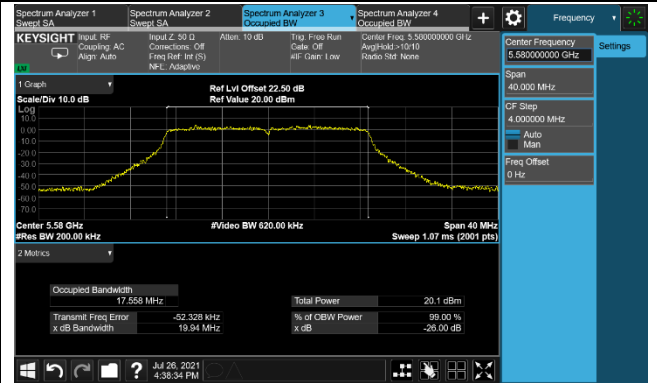 Spectrum Analyzer 1
Swept SA
Spectrum Analyzer 2
Swept SA
Spectrum Analyzer 3
Occupied BW
Spectrum Analyzer 4
Occupied BW
+
Frequency
KEYSIGHT
Input: RF
Coupling: AC
Align: Auto
Input Z: 50 Ω
Corrections: Off
Freq Ref: Int (S)
NFE: Adaptive
Atten: 10 dB
Trig: Free Run
Gate: Off
#IF Gain: Low
Center Freq: 5.580000000 GHz
Avg|Hold:>10/10
Radio Std: None
LM
Center Frequency
5.580000000 GHz
Settings
Span
40.000 MHz
CF Step
4.000000 MHz
Auto
Man
Freq Offset
0 Hz
1 Graph
Scale/Div 10.0 dB
Ref Lvl Offset 22.50 dB
Ref Value 20.00 dBm
Log
10.0
0.00
-10.0
-20.0
-30.0
-40.0
-50.0
-60.0
-70.0
Center 5.58 GHz
#Video BW 620.00 kHz
Span 40 MHz
#Res BW 200.00 kHz
Sweep 1.07 ms (2001 pts)
2 Metrics
Occupied Bandwidth
17.558 MHz
Total Power 20.1 dBm
Transmit Freq Error -52.328 kHz
% of OBW Power 99.00 %
x dB Bandwidth 19.94 MHz
x dB -26.00 dB
?
Jul 26, 2021
4:38:34 PM